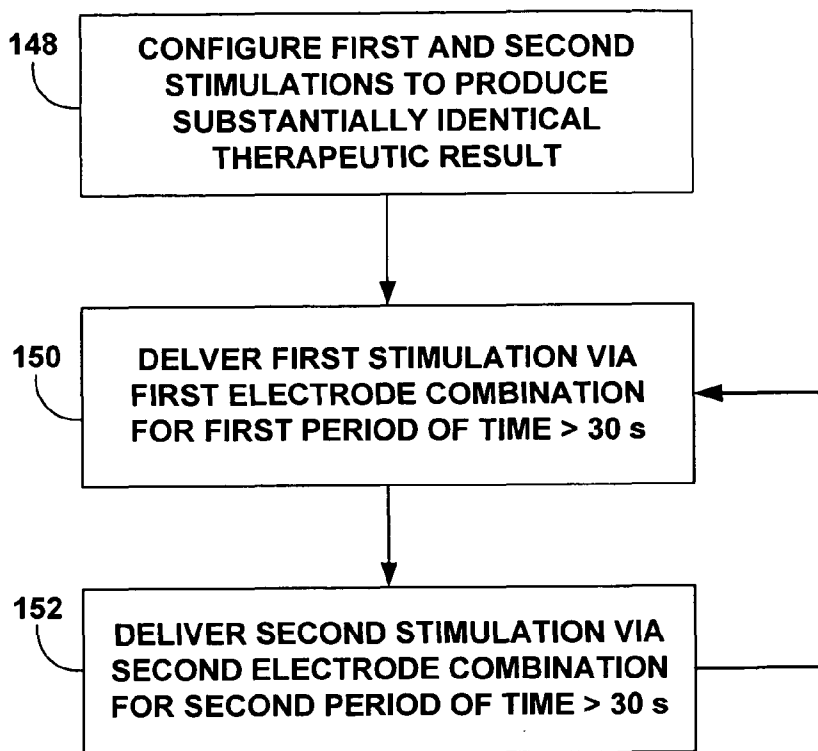 148
CONFIGURE FIRST AND SECOND
STIMULATIONS TO PRODUCE
SUBSTANTIALLY IDENTICAL
THERAPEUTIC RESULT
150
DELVER FIRST STIMULATION VIA
FIRST ELECTRODE COMBINATION
FOR FIRST PERIOD OF TIME > 30 s
152
DELIVER SECOND STIMULATION VIA
SECOND ELECTRODE COMBINATION
FOR SECOND PERIOD OF TIME > 30 s